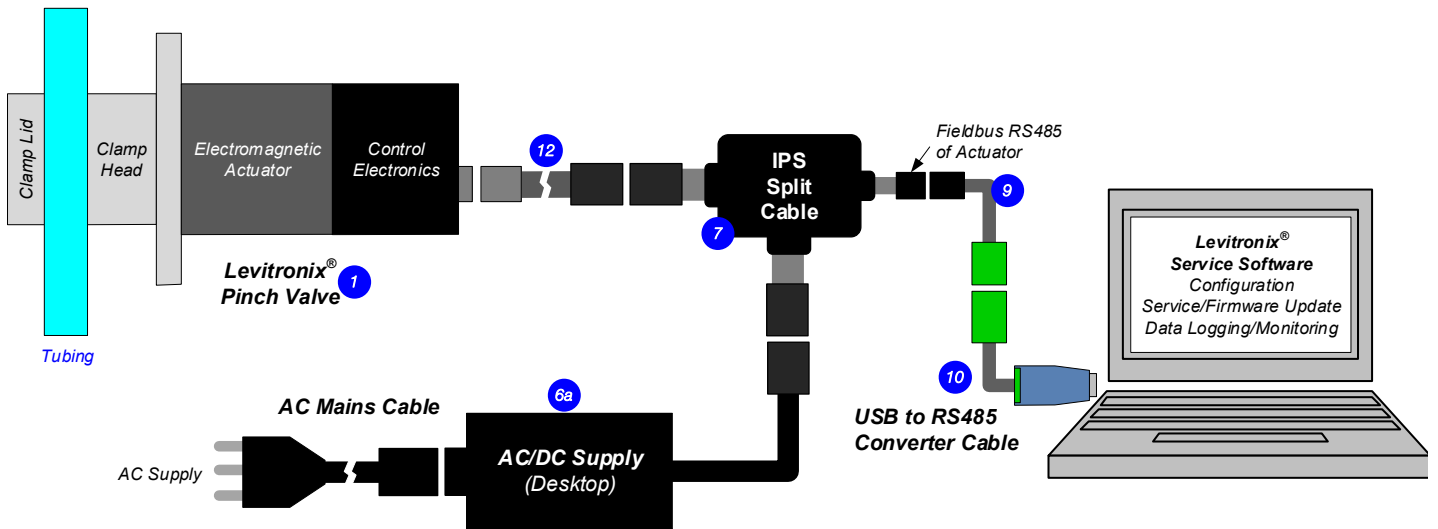 Clamp Lid
Clamp
Head
Electromagnetic
Actuator
Control
Electronics
Levitronix®
Pinch Valve
1
Tubing
12
IPS
Split
Cable
7
Fieldbus RS485
of Actuator
9
Levitronix®
Service Software
Configuration
Service/Firmware Update
Data Logging/Monitoring
10
USB to RS485
Converter Cable
AC Mains Cable
AC Supply
6a
AC/DC Supply
(Desktop)